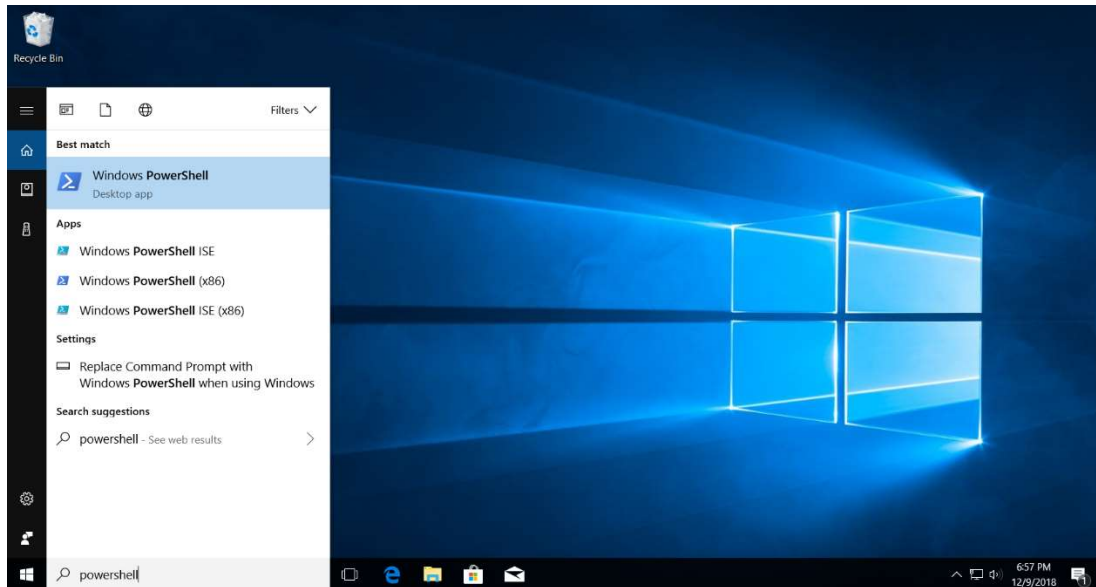 Recycle Bin
Filters
Best match
Windows PowerShell
Desktop app
Apps
Windows PowerShell ISE
Windows PowerShell (x86)
Windows PowerShell ISE (x86)
Settings
Replace Command Prompt with
Windows PowerShell when using Windows
Search suggestions
powershell - See web results
powershell
6:57 PM
12/9/2018
1